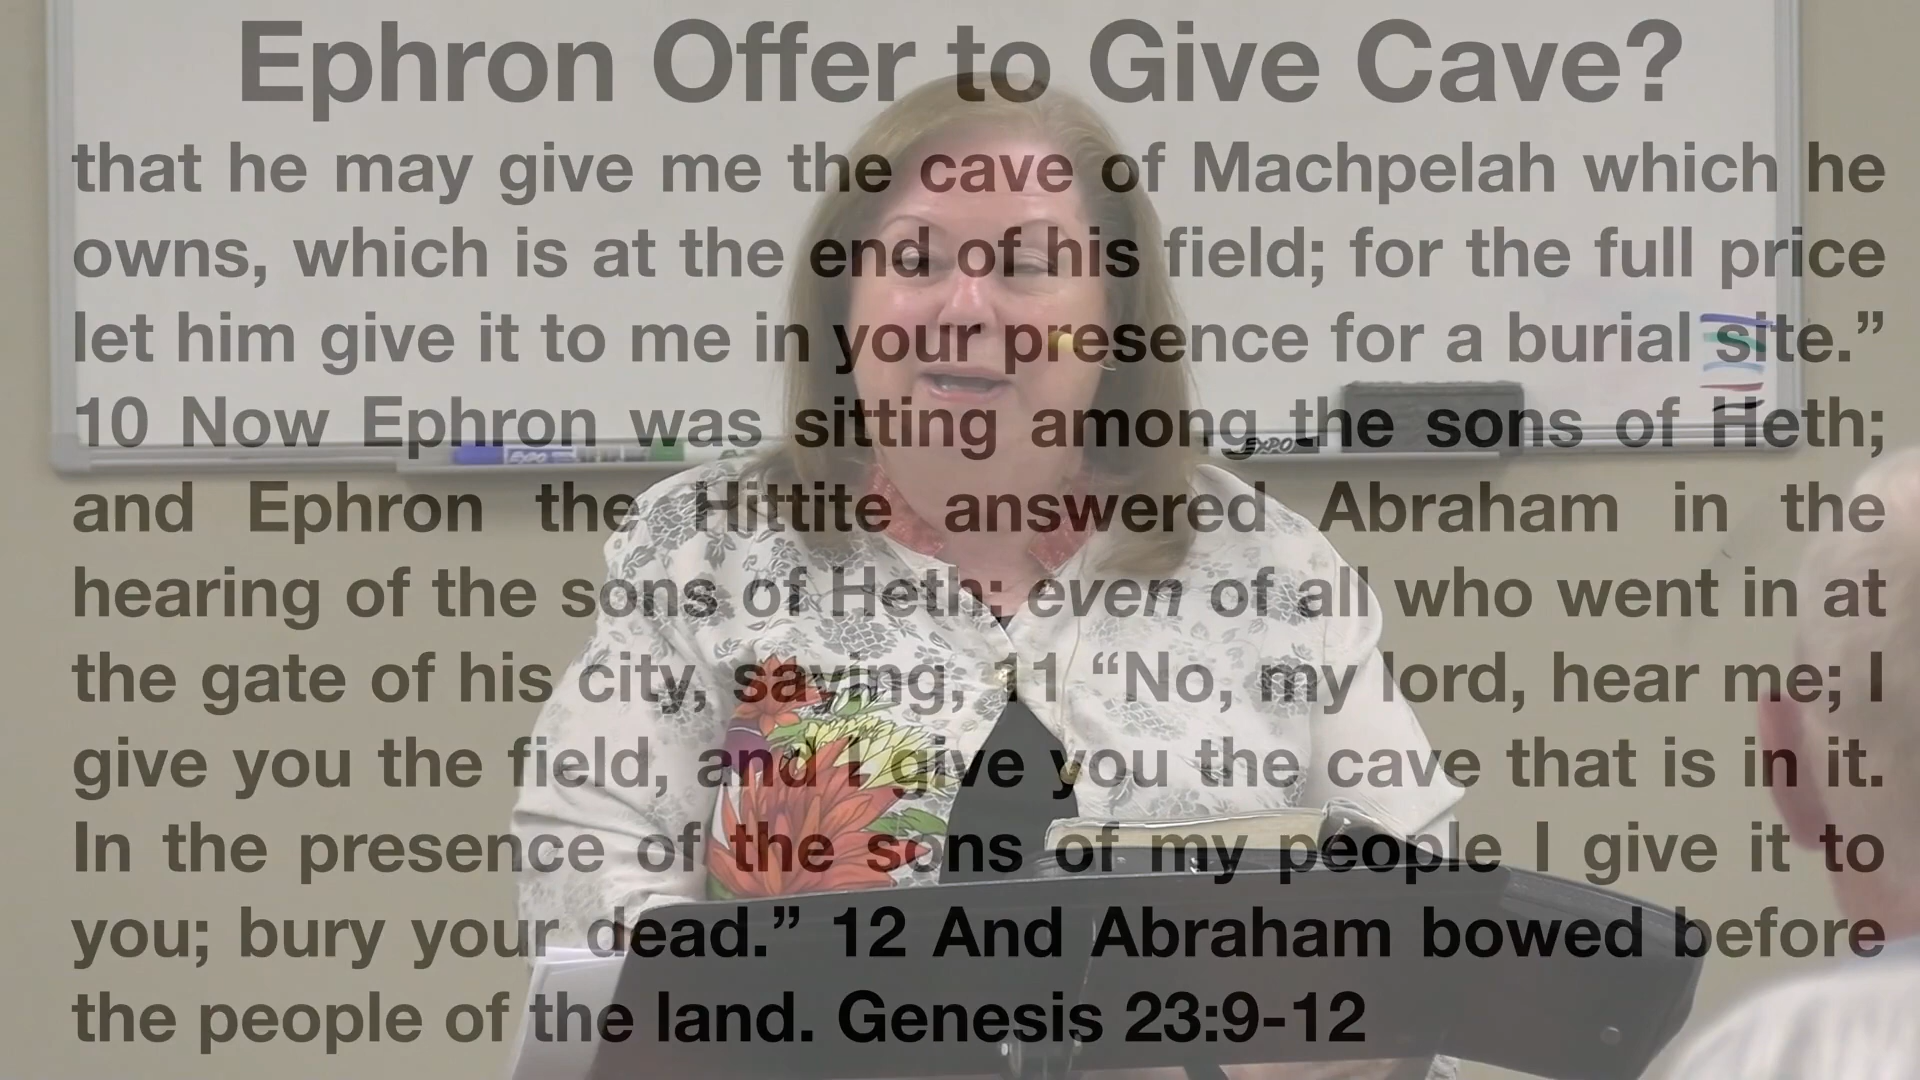 Ephron Offer to Give Cave?
that he may give me the cave of Machpelah which he
owns, which is at the end of his field; for the full price
let him give it to me in your presence for a burial site.”
10 Now Ephron was sitting among the sons of Heth;
EXPO
EXPO
and Ephron the Hittite answered Abraham in the
hearing of the sons of Heth; even of all who went in at
the gate of his city, saying, 11 “No, my lord, hear me; I
give you the field, and I give you the cave that is in it.
In the presence of the sons of my people I give it to
you; bury your dead.” 12 And Abraham bowed before
the people of the land. Genesis 23:9-12